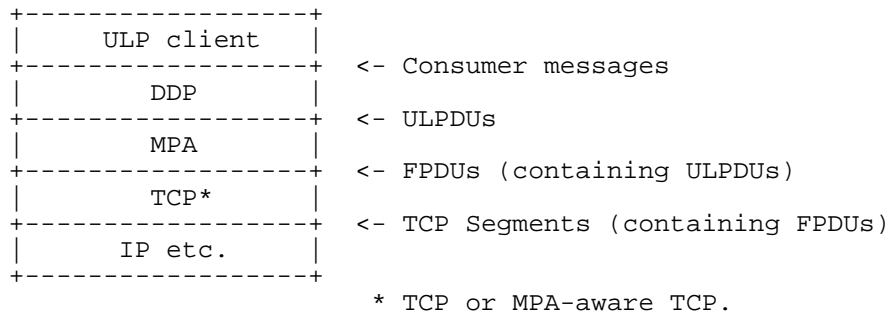 +------------------+
|     ULP client   |
+------------------+  <- Consumer messages
|        DDP       |
+------------------+  <- ULPDUs
|        MPA       |
+------------------+  <- FPDUs (containing ULPDUs)
|        TCP*      |
+------------------+  <- TCP Segments (containing FPDUs)
|      IP etc.     |
+------------------+
* TCP or MPA-aware TCP.